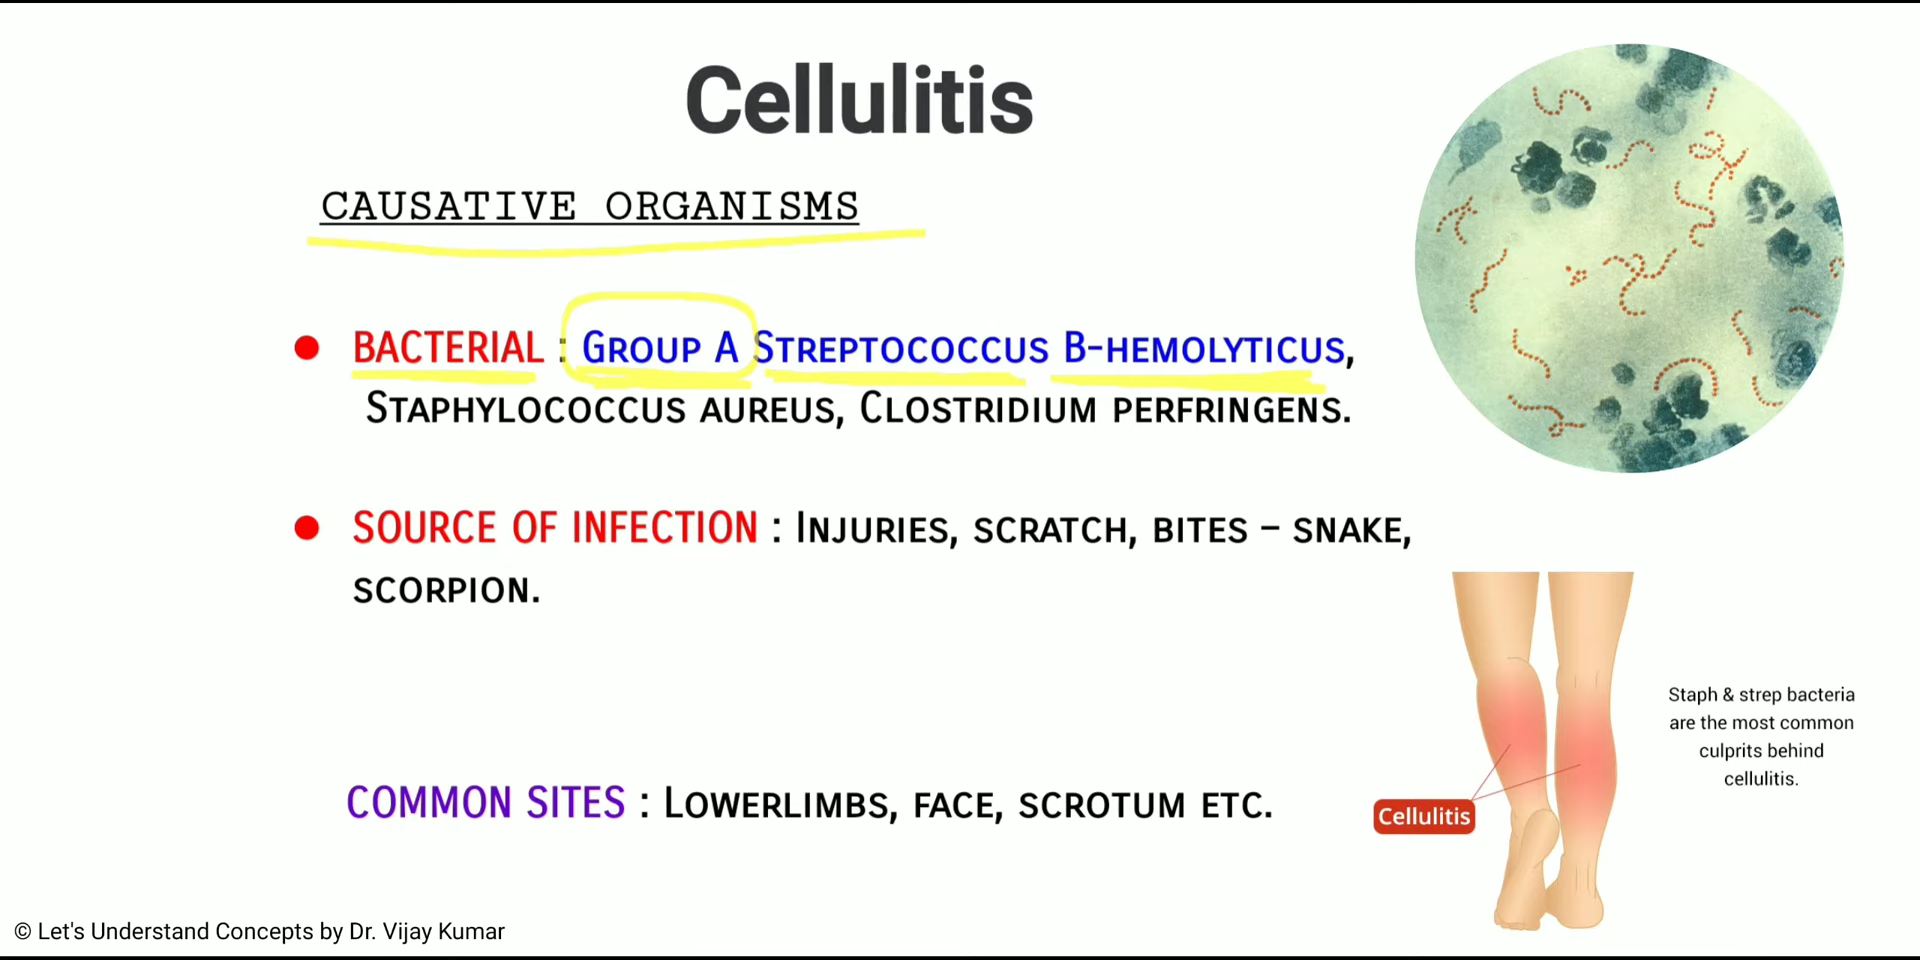 Cellulitis
CAUSATIVE ORGANISMS
BACTERIAL : GROUP A STREPTOCOCCUS B-HEMOLYTICUS,
STAPHYLOCOCCUS AUREUS, CLOSTRIDIUM PERFRINGENS.
SOURCE OF INFECTION : INJURIES, SCRATCH, BITES – SNAKE,
SCORPION.
COMMON SITES : LOWERLIMBS, FACE, SCROTUM ETC.
Cellulitis
Staph & strep bacteria
are the most common
culprits behind
cellulitis.
© Let's Understand Concepts by Dr. Vijay Kumar